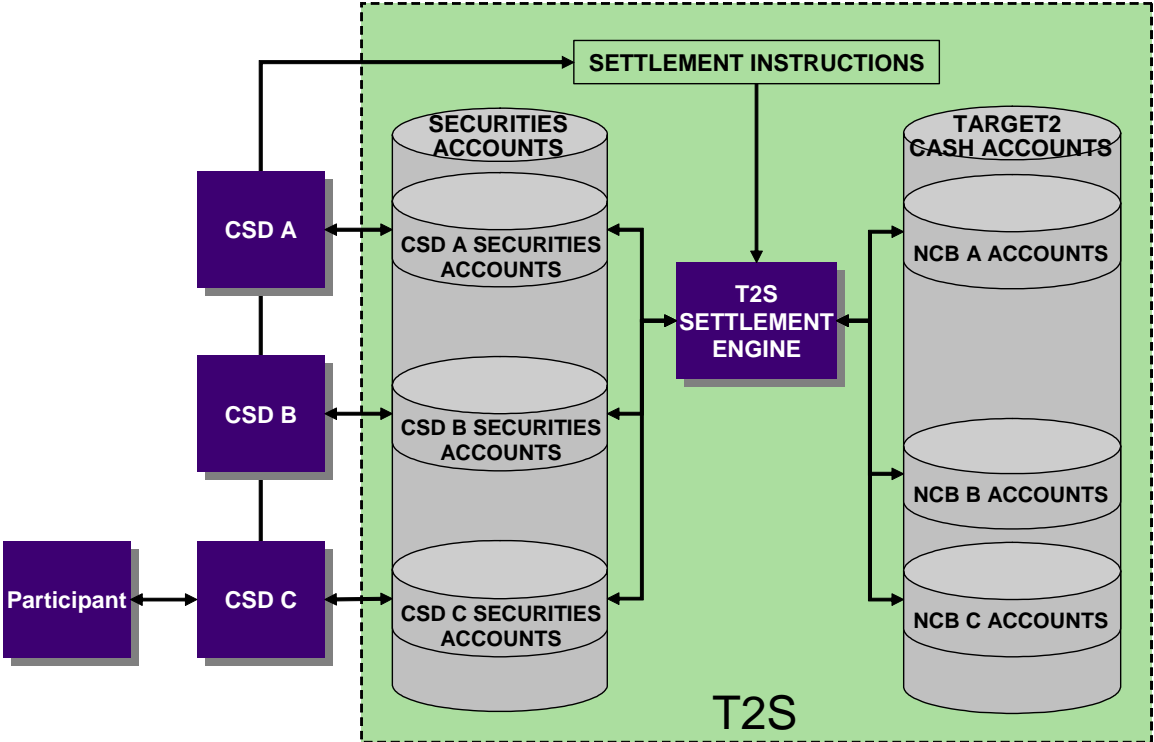 SETTLEMENT INSTRUCTIONS
SECURITIES
ACCOUNTS
TARGET2
CASH ACCOUNTS
CSD A
CSD A SECURITIES
ACCOUNTS
T2S
SETTLEMENT
ENGINE
NCB A ACCOUNTS
CSD B
CSD B SECURITIES
ACCOUNTS
NCB B ACCOUNTS
Participant
CSD C
CSD C SECURITIES
ACCOUNTS
NCB C ACCOUNTS
T2S